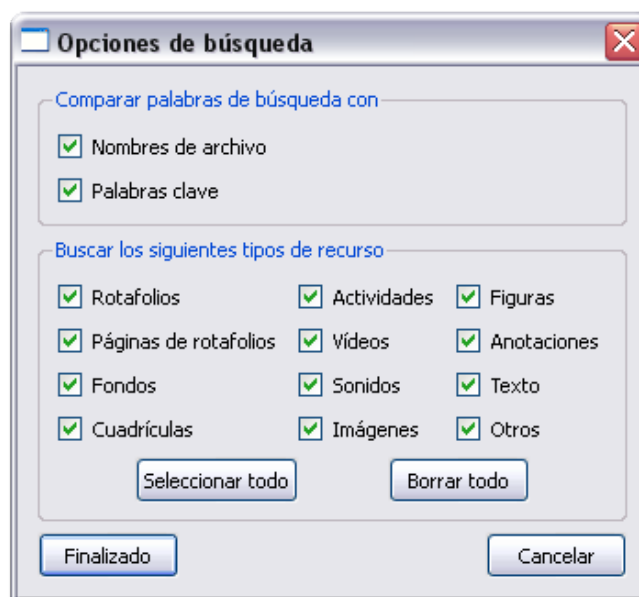 Opciones de búsqueda
Comparar palabras de búsqueda con
Nombres de archivo
Palabras clave
Buscar los siguientes tipos de recurso
Rotafolios Actividades Figuras
Páginas de rotafolios Vídeos Anotaciones
Fondos Sonidos Texto
Cuadrículas Imágenes Otros
Seleccionar todo Borrar todo
Finalizado Cancelar